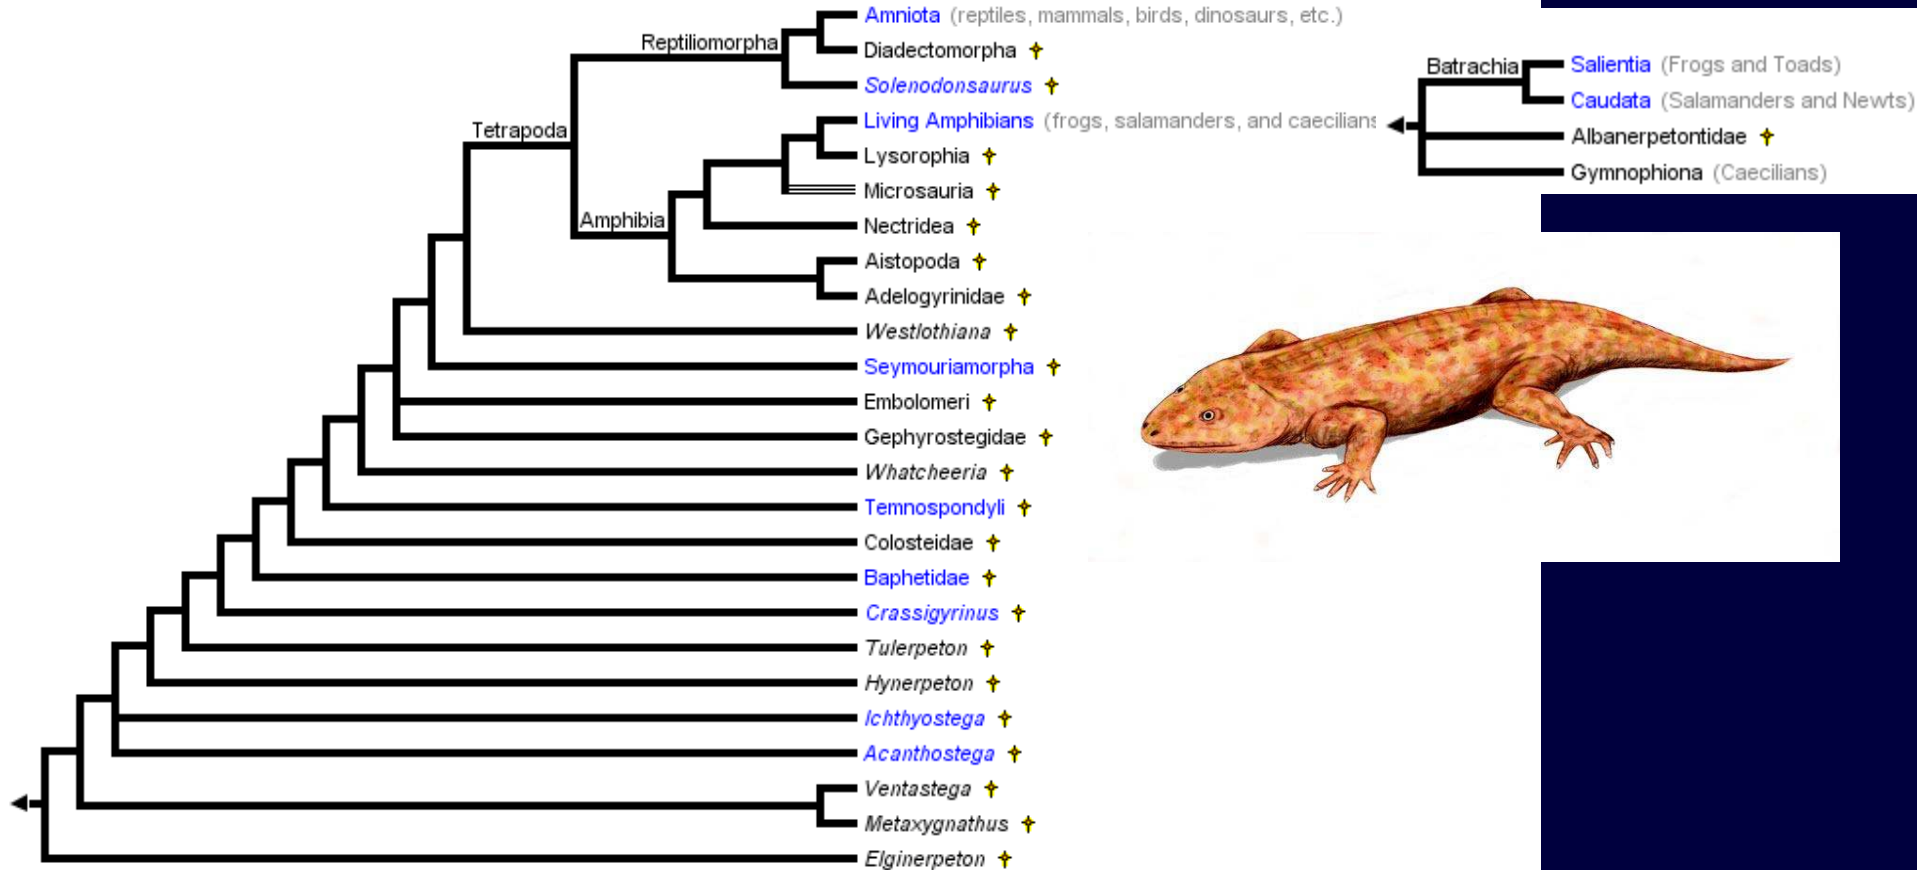 Amniota (reptiles, mammals, birds, dinosaurs, etc.)
Reptiliomorpha
Diadectomorpha
Solenodonsaurus
Living Amphibians (frogs, salamanders, and caecilians
Tetrapoda
Lysorophia
Microsauria
Amphibia
Nectridea
Aistopoda
Adelogyrinidae
Westlothiana
Seymouriamorpha
Embolomeri
Gephyrostegidae
Whatcheeria
Temnospondyli
Colosteidae
Baphetidae
Crassigyrinus
Tulerpeton
Hynerpeton
Ichthyostega
Acanthostega
Ventastega
Metaxygnathus
Elginerpeton
Batrachia
Salientia (Frogs and Toads)
Caudata (Salamanders and Newts)
Albanerpetontidae
Gymnophiona (Caecilians)